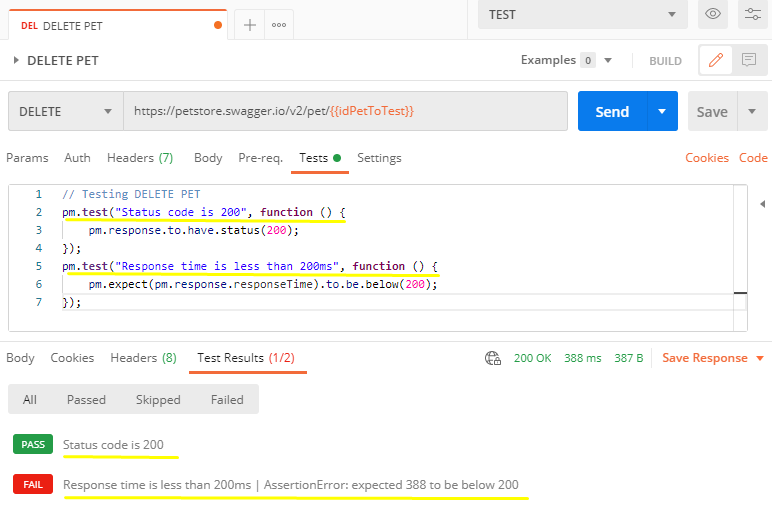 DEL DELETE PET
TEST
DELETE PET
Examples 0
BUILD
DELETE
https://petstore.swagger.io/v2/pet/{{idPetToTest}}
Send
Save
Params Auth Headers (7) Body Pre-req. Tests Settings
Cookies Code
1 // Testing DELETE PET
2 pm.test("Status code is 200", function () {
3 pm.response.to.have.status(200);
4 });
5 pm.test("Response time is less than 200ms", function () {
6 pm.expect(pm.response.responseTime).to.be.below(200);
7 });
Body Cookies Headers (8) Test Results (1/2)
200 OK 388 ms 387 B
Save Response
All Passed Skipped Failed
PASS Status code is 200
FAIL Response time is less than 200ms | AssertionError: expected 388 to be below 200